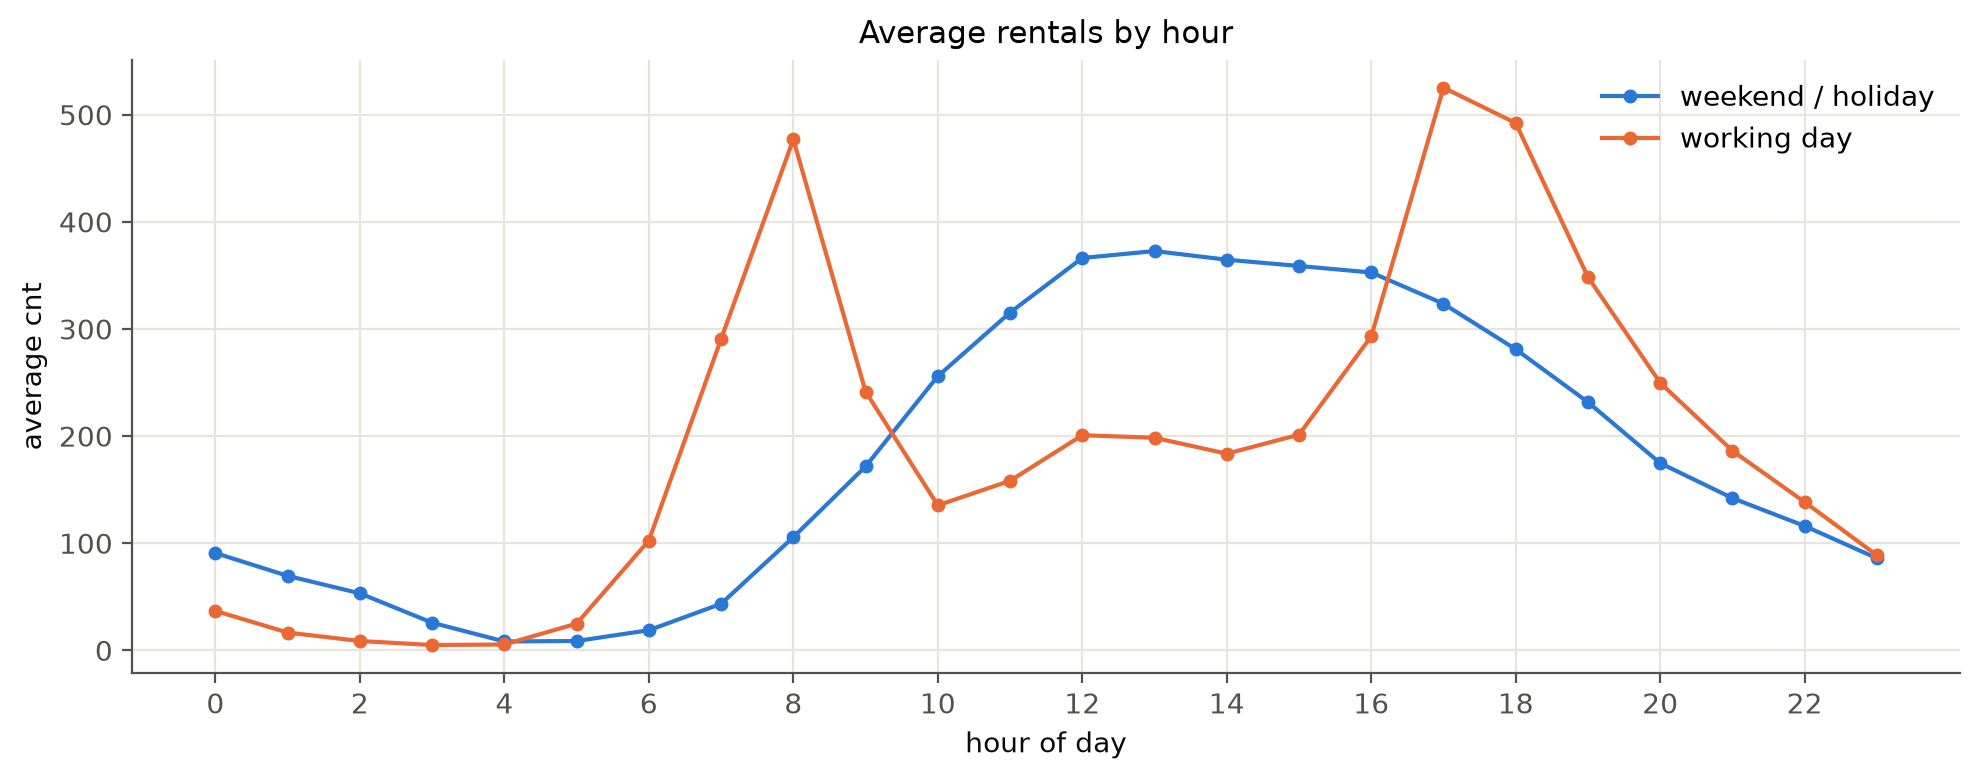 Average rentals by hour
weekend / holiday
working day
average cnt
500
400
300
200
100
0
0 2 4 6 8 10 12 14 16 18 20 22
hour of day